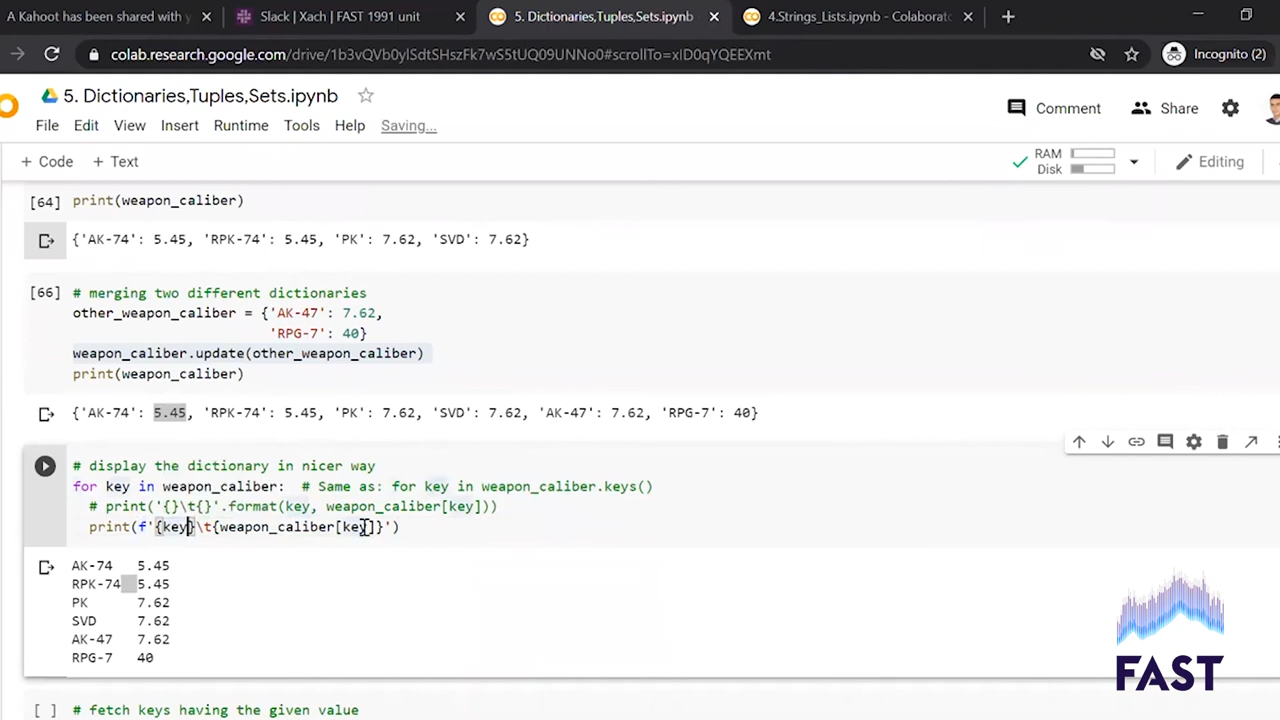 A Kahoot has been shared with y
Slack | Xach | FAST 1991 unit
5. Dictionaries,Tuples,Sets.ipynb
4.Strings_Lists.ipynb - Colaborato
colab.research.google.com/drive/1b3vQVb0ylSdtSHszFk7wS5tUQ09UNNo0#scrollTo=xID0qYQEEXmt
Incognito (2)
5. Dictionaries,Tuples,Sets.ipynb
Comment
Share
File Edit View Insert Runtime Tools Help Saving...
+ Code + Text
RAM
Disk
Editing
[64] print(weapon_caliber)
{'AK-74': 5.45, 'RPK-74': 5.45, 'PK': 7.62, 'SVD': 7.62}
[66] # merging two different dictionaries
other_weapon_caliber = {'AK-47': 7.62,
'RPG-7': 40}
weapon_caliber.update(other_weapon_caliber)
print(weapon_caliber)
{'AK-74': 5.45, 'RPK-74': 5.45, 'PK': 7.62, 'SVD': 7.62, 'AK-47': 7.62, 'RPG-7': 40}
# display the dictionary in nicer way
for key in weapon_caliber:  # Same as: for key in weapon_caliber.keys()
# print('{}\t{}'.format(key, weapon_caliber[key]))
print(f'{key}\t{weapon_caliber[key]}')
AK-74 5.45
RPK-74 5.45
PK 7.62
SVD 7.62
AK-47 7.62
RPG-7 40
FAST
[ ] # fetch keys having the given value